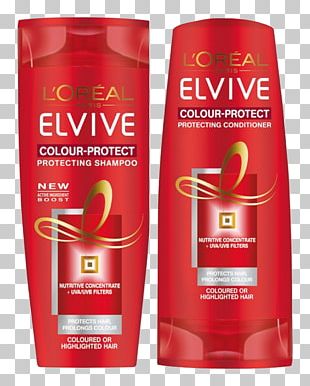 L'ORÉAL
PARIS
ELVIVE
COLOUR-PROTECT
PROTECTING SHAMPOO
NEW
ACTIVE INGREDIENT
BOOST
NUTRITIVE CONCENTRATE
+ UVA/UVB FILTERS
PROTECTS HAIR,
PROLONGS COLOUR
COLOURED OR
HIGHLIGHTED HAIR
L'ORÉAL
PARIS
ELVIVE
COLOUR-PROTECT
PROTECTING CONDITIONER
NUTRITIVE CONCENTRATE
+ UVA/UVB FILTERS
PROTECTS HAIR,
PROLONGS COLOUR
COLOURED OR
HIGHLIGHTED HAIR